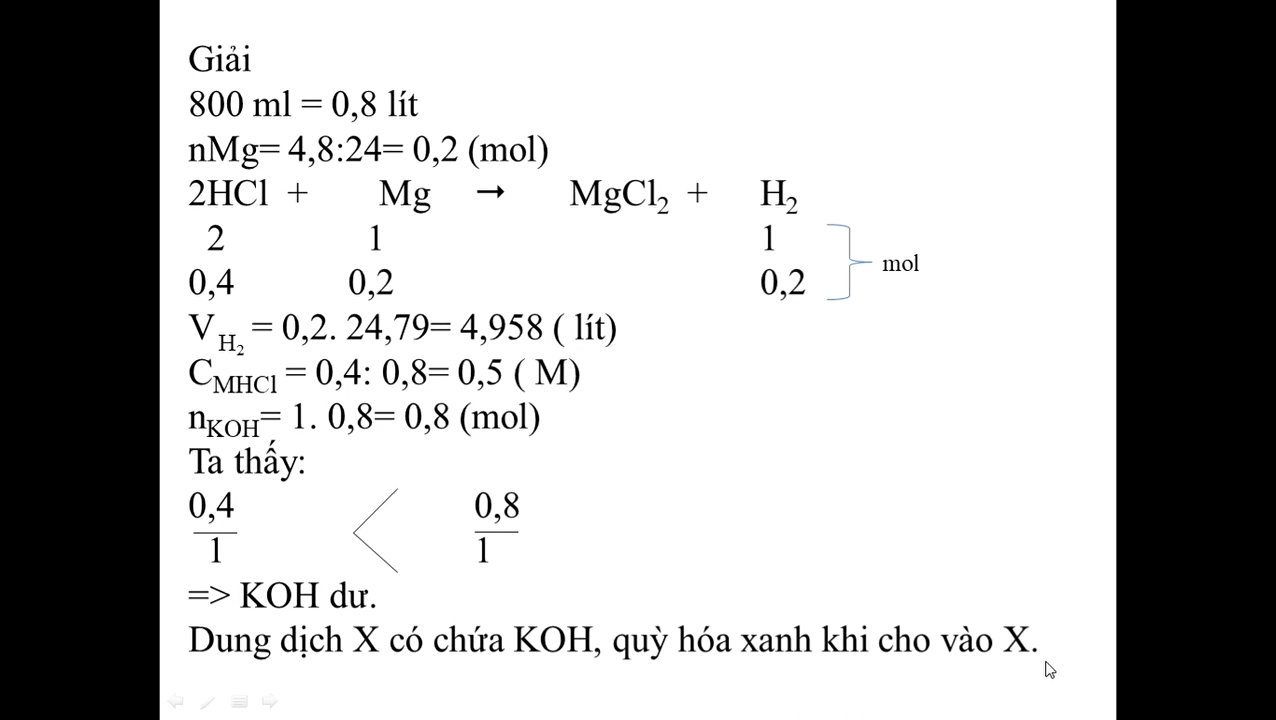 Giải
800 ml = 0,8 lít
nMg= 4,8:24= 0,2 (mol)
2HCl + Mg → MgCl₂ + H₂
2 1 1
mol
0,4 0,2 0,2
V H₂ = 0,2. 24,79= 4,958 ( lít)
CMHCl = 0,4: 0,8= 0,5 ( M)
nKOH= 1. 0,8= 0,8 (mol)
Ta thấy:
0,4 < 0,8
1 1
=> KOH dư.
Dung dịch X có chứa KOH, quỳ hóa xanh khi cho vào X.